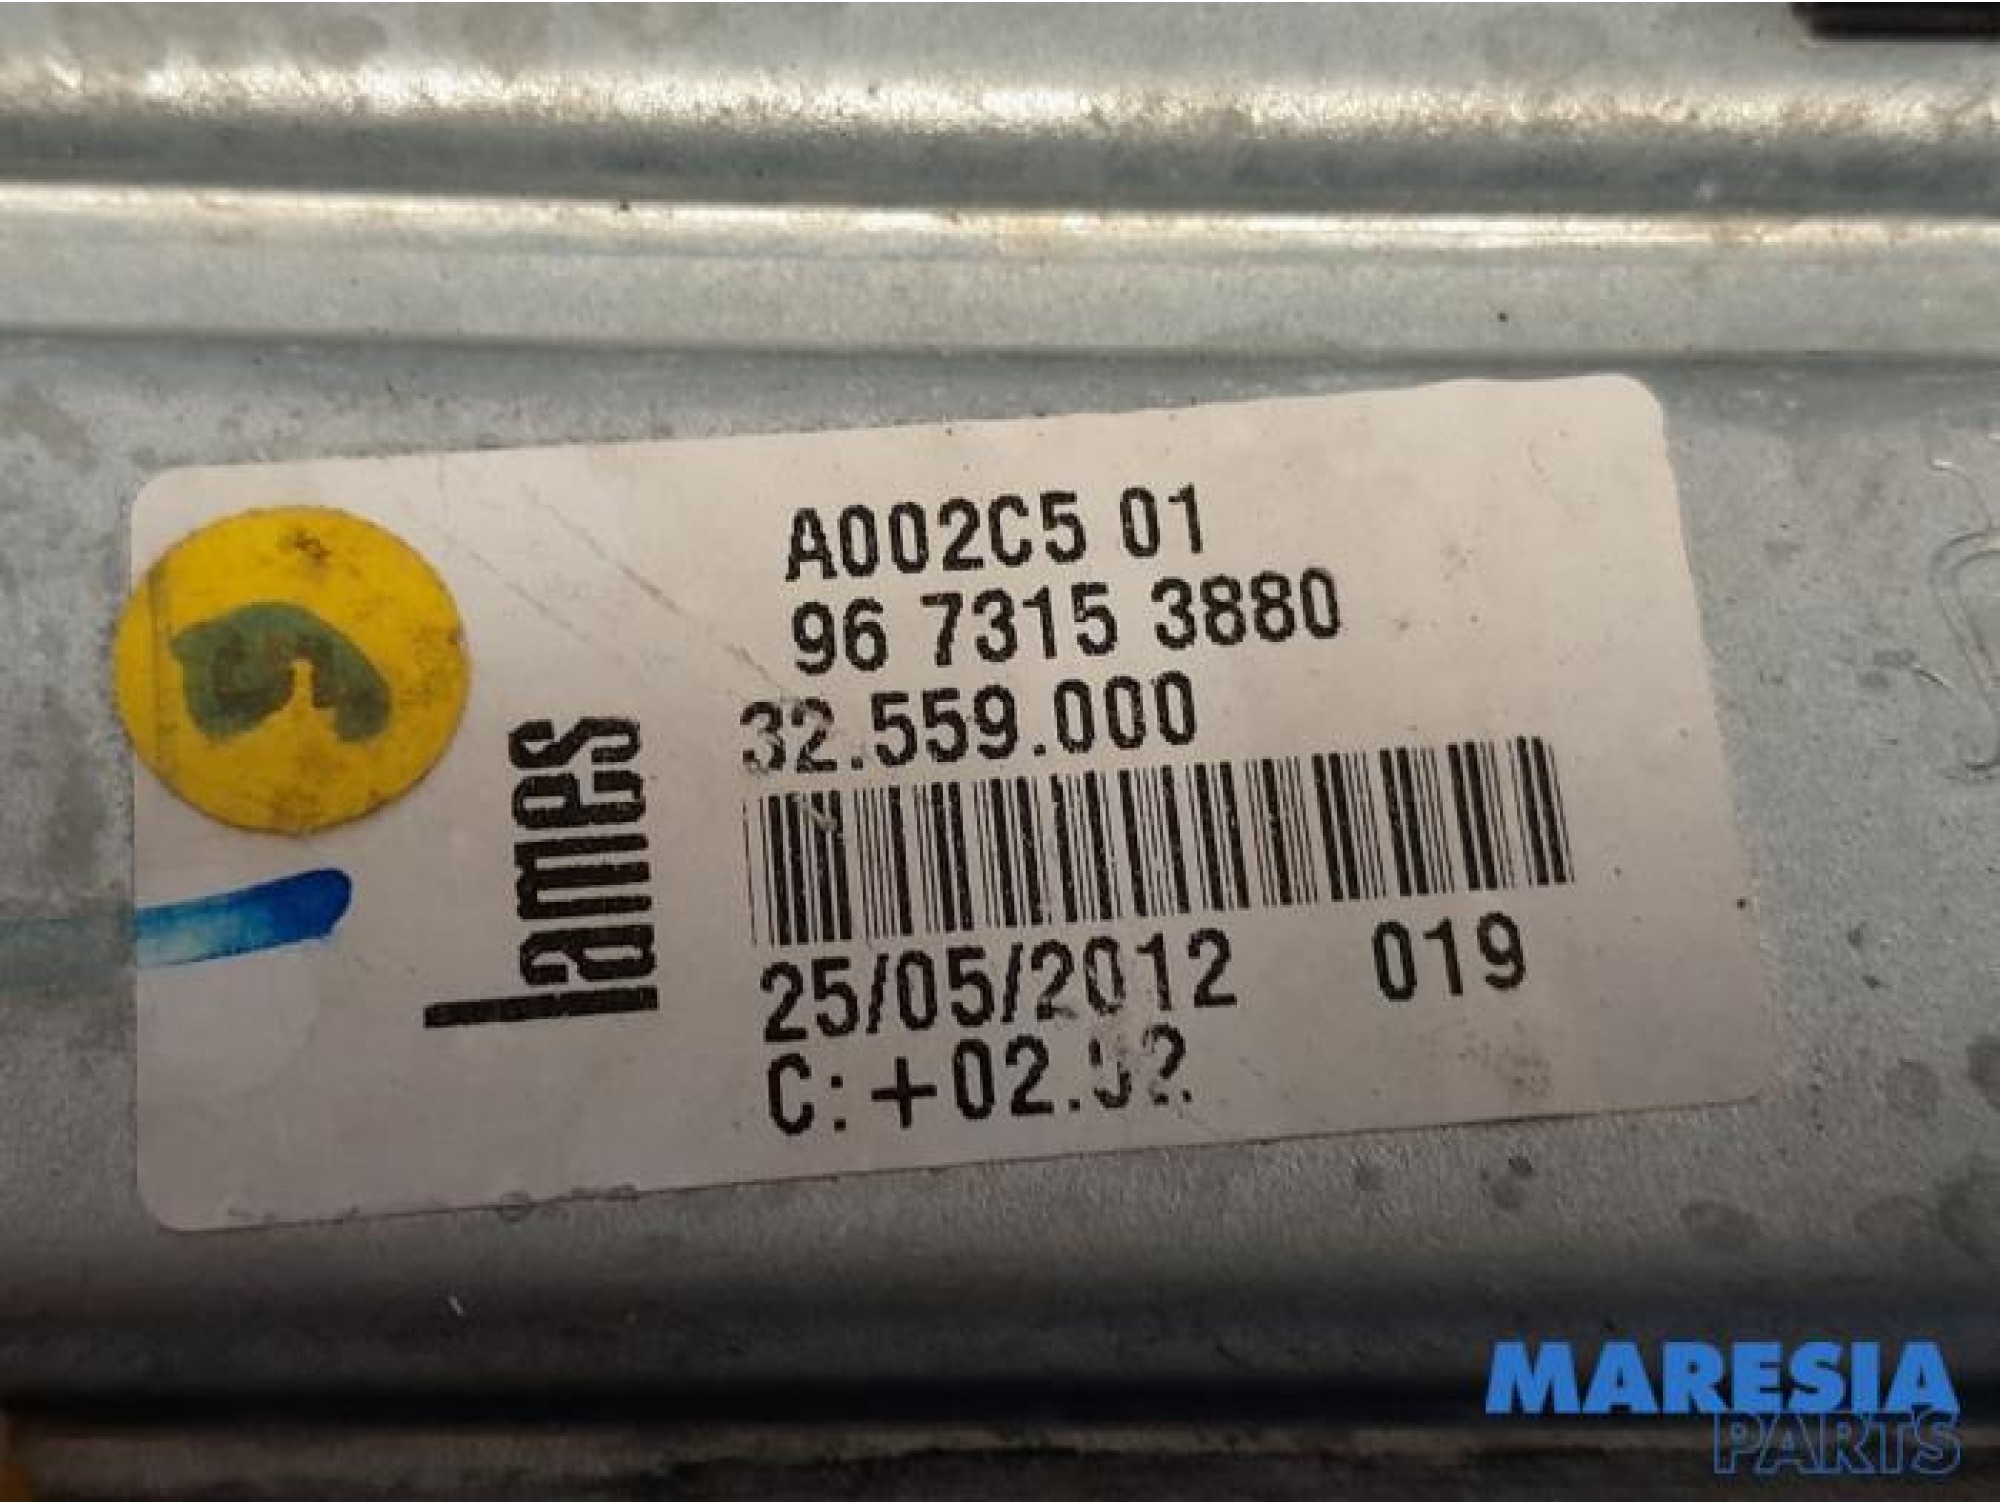 A002C5 01
96 7315 3880
32.559.000
lames
25/05/2012 019
MARESIA
PARTS